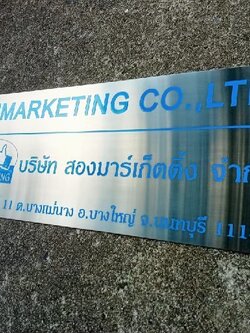 MARKETING CO.,LT
บริษัท สองมาร์เก็ตติ้ง จำก
11 ต.บางแม่นาง อ.บางใหญ่ จ.นนทบุรี 111